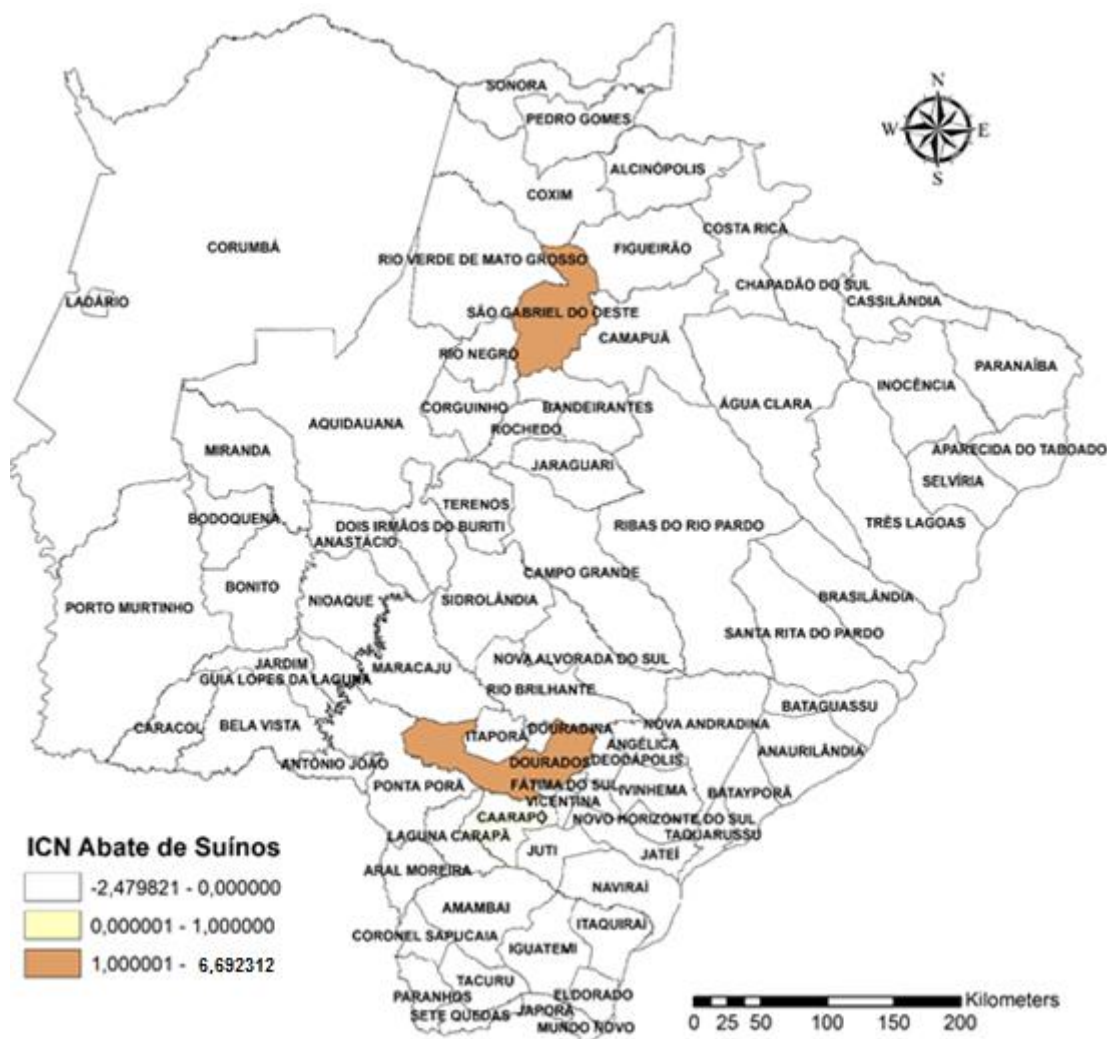 SONORA
PEDRO GOMES
N
W E
S
ALCINÓPOLIS
COXIM
COSTA RICA
CORUMBÁ
FIGUEIRÃO
RIO VERDE DE MATO GROSSO
CHAPADÃO DO SUL
CASSILÂNDIA
LADÁRIO
SÃO GABRIEL DO OESTE
CAMAPUÃ
RIO NEGRO
PARANAÍBA
INOCÊNCIA
ÁGUA CLARA
CORGUINHO
BANDEIRANTES
AQUIDAUANA
ROCHEDO
MIRANDA
APARECIDA DO TABOADO
JARAGUARI
SELVÍRIA
TERENOS
BODOQUENA
DOIS IRMÃOS DO BURITI
RIBAS DO RIO PARDO
TRÊS LAGOAS
ANASTÁCIO
CAMPO GRANDE
BONITO
BRASILÂNDIA
NIOAQUE
SIDROLÂNDIA
PORTO MURTINHO
SANTA RITA DO PARDO
NOVA ALVORADA DO SUL
JARDIM
MARACAJU
GUIA LOPES DA LAGUNA
RIO BRILHANTE
BATAGUASSU
CARACOL
BELA VISTA
NOVA ANDRADINA
DOURADINA
ITAPORÃ
ANGÉLICA
ANAURILÂNDIA
DEODÁPOLIS
DOURADOS
ANTÔNIO JOÃO
PONTA PORÃ
FÁTIMA DO SUL
IVINHEMA
BATAYPORÃ
VICENTINA
CAARAPÓ
NOVO HORIZONTE DO SUL
LAGUNA CARAPÃ
TAQUARUSSU
JUTI
JATEÍ
ARAL MOREIRA
NAVIRAÍ
AMAMBAI
ITAQUIRAÍ
CORONEL SAPUCAIA
IGUATEMI
TACURU
PARANHOS
ELDORADO
SETE QUEDAS
JAPORÃ
MUNDO NOVO
ICN Abate de Suínos
-2,479821 - 0,000000
0,000001 - 1,000000
1,000001 - 6,692312
Kilometers
0 25 50 100 150 200